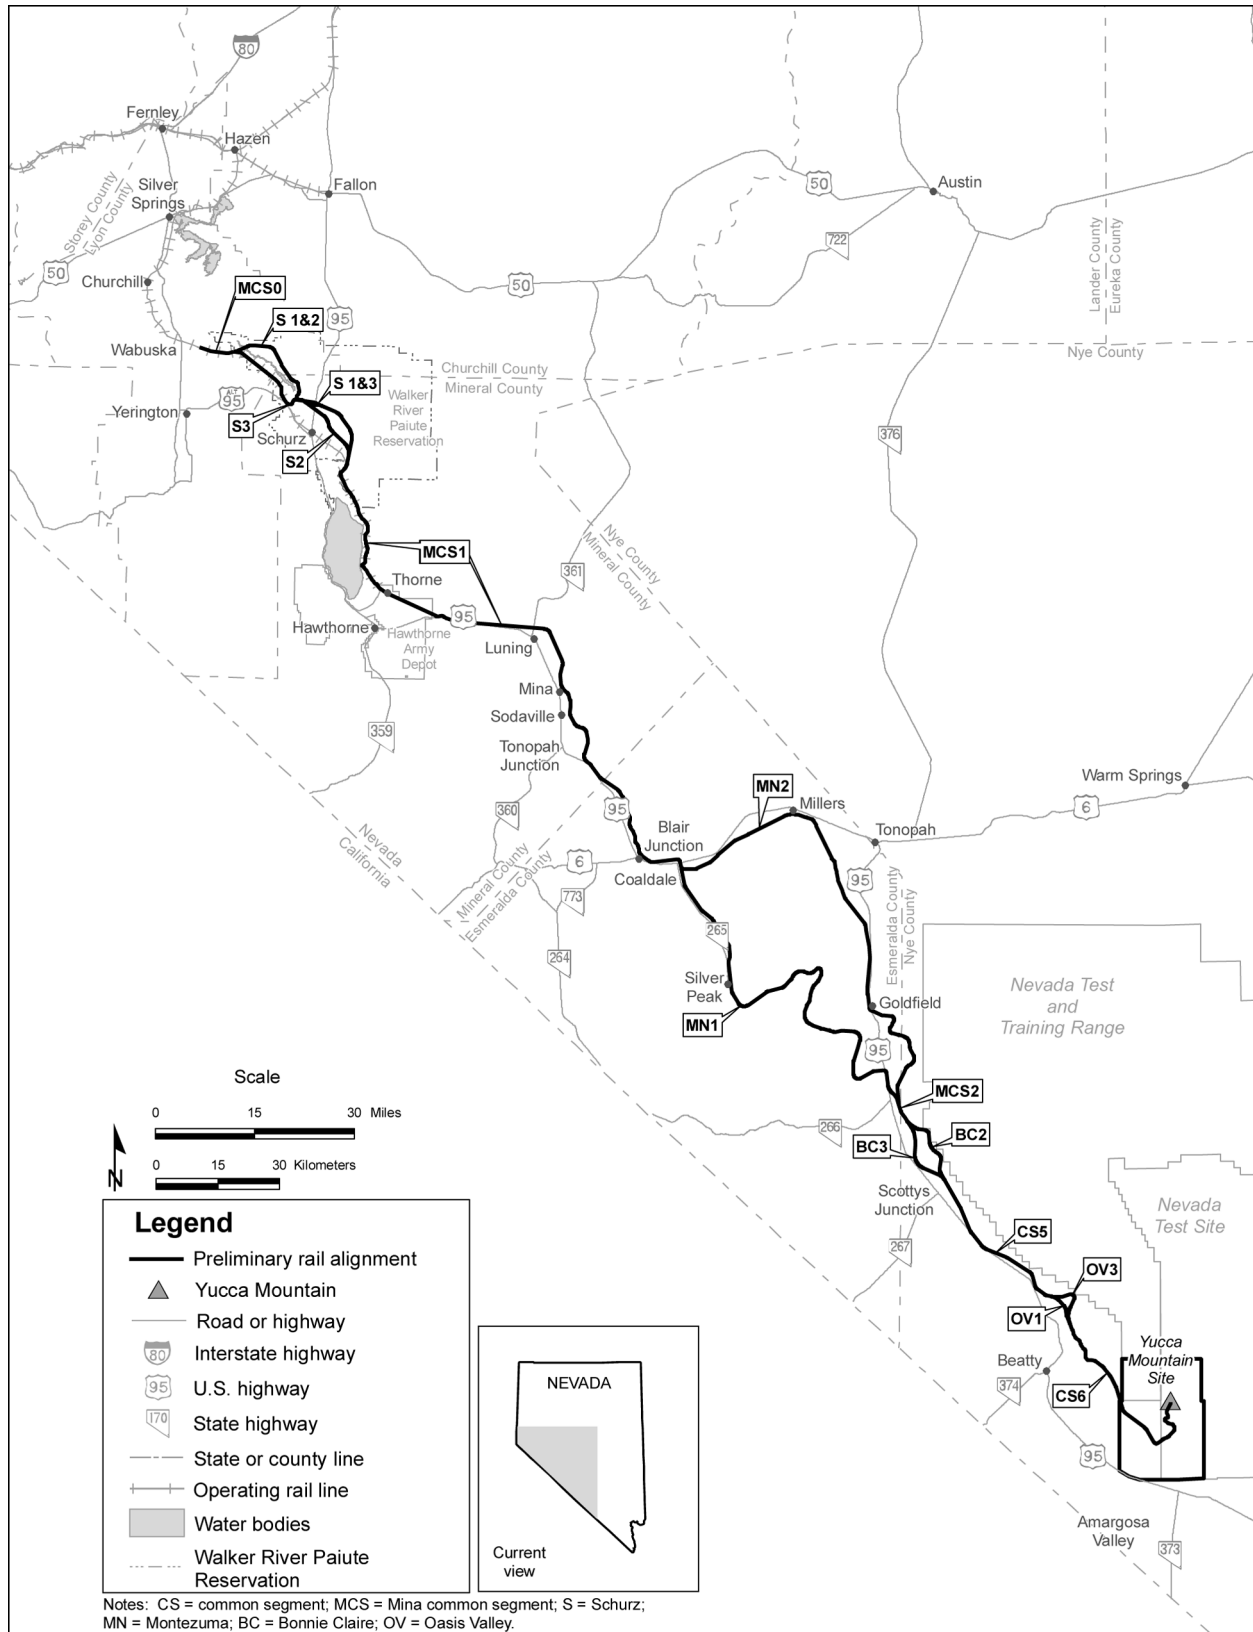 80
Fernley
Hazen
Silver
Springs
Fallon
50
Austin
Storey County
Lyon County
722
Lander County
Eureka County
50
Churchill
MCS0
50
S 1&2
95
Wabuska
Nye County
Churchill County
Mineral County
ALT
95
S 1&3
Walker
River
Paiute
Reservation
Yerington
S3
Schurz
376
S2
Nye County
Mineral County
MCS1
361
Thorne
95
Hawthorne
Hawthorne
Army
Depot
Luning
Mina
Sodaville
359
Tonopah
Junction
MN2
Warm Springs
Millers
360
95
6
Nevada
California
Blair
Junction
Tonopah
6
Coaldale
95
Mineral County
Esmeralda County
773
Esmeralda County
Nye County
265
264
Silver
Peak
Nevada Test
and
Training Range
Goldfield
MN1
95
Scale
0 15 30 Miles
MCS2
266
BC2
BC3
N
0 15 30 Kilometers
Scottys
Junction
Nevada
Test Site
Legend
CS5
267
Preliminary rail alignment
OV3
Yucca Mountain
OV1
Road or highway
Yucca
Mountain
Site
80
Interstate highway
Beatty
NEVADA
95
U.S. highway
374
CS6
170
State highway
95
State or county line
Operating rail line
Water bodies
Amargosa
Valley
Current
view
373
Walker River Paiute
Reservation
Notes: CS = common segment; MCS = Mina common segment; S = Schurz;
MN = Montezuma; BC = Bonnie Claire; OV = Oasis Valley.